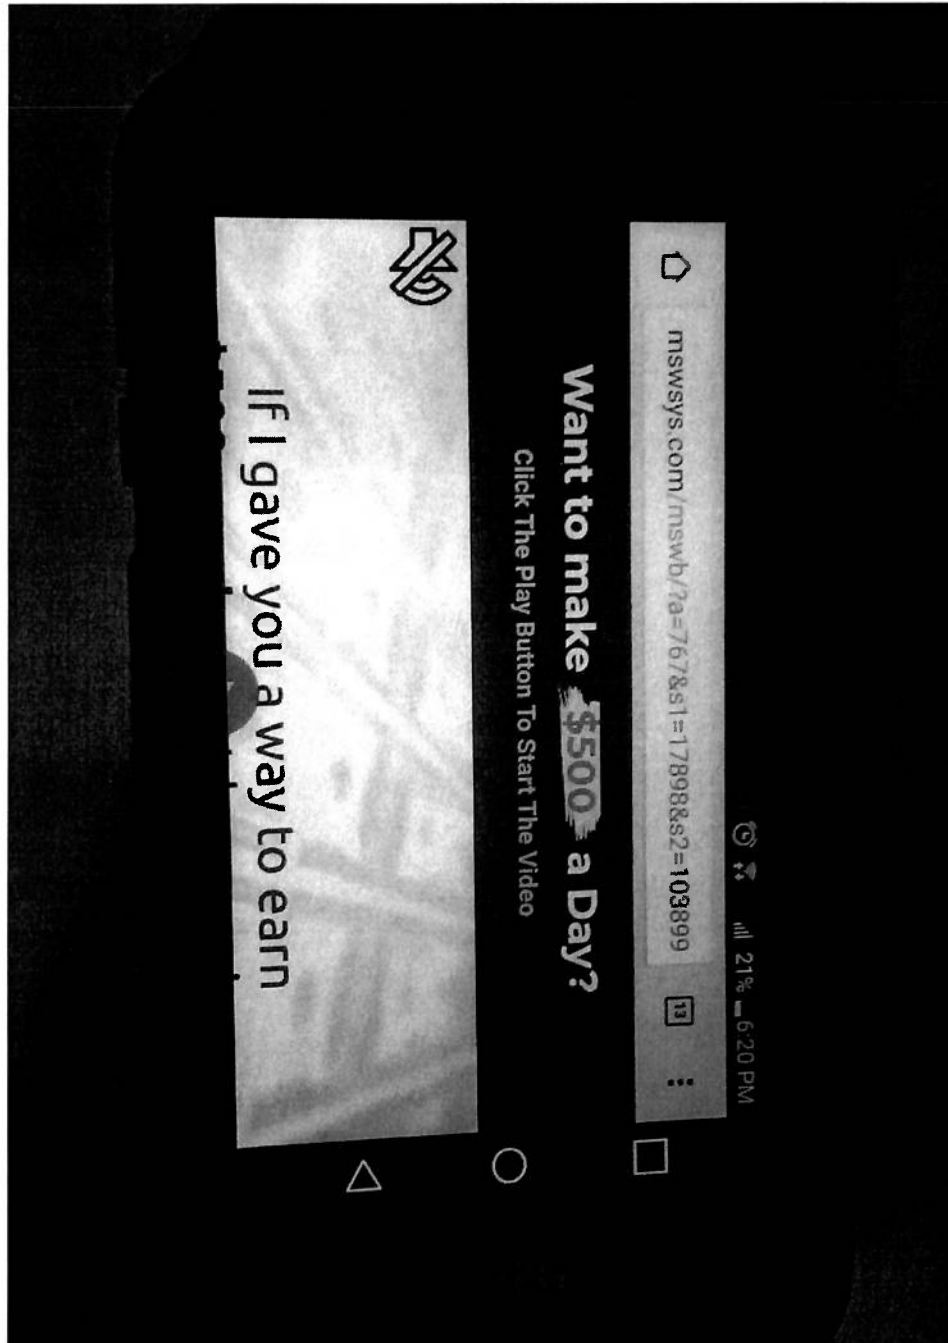 21% 6:20 PM
mswsys.com/mswb/?a=767&s1=17898&s2=103899
13
Want to make $500 a Day?
Click The Play Button To Start The Video
If I gave you a way to earn